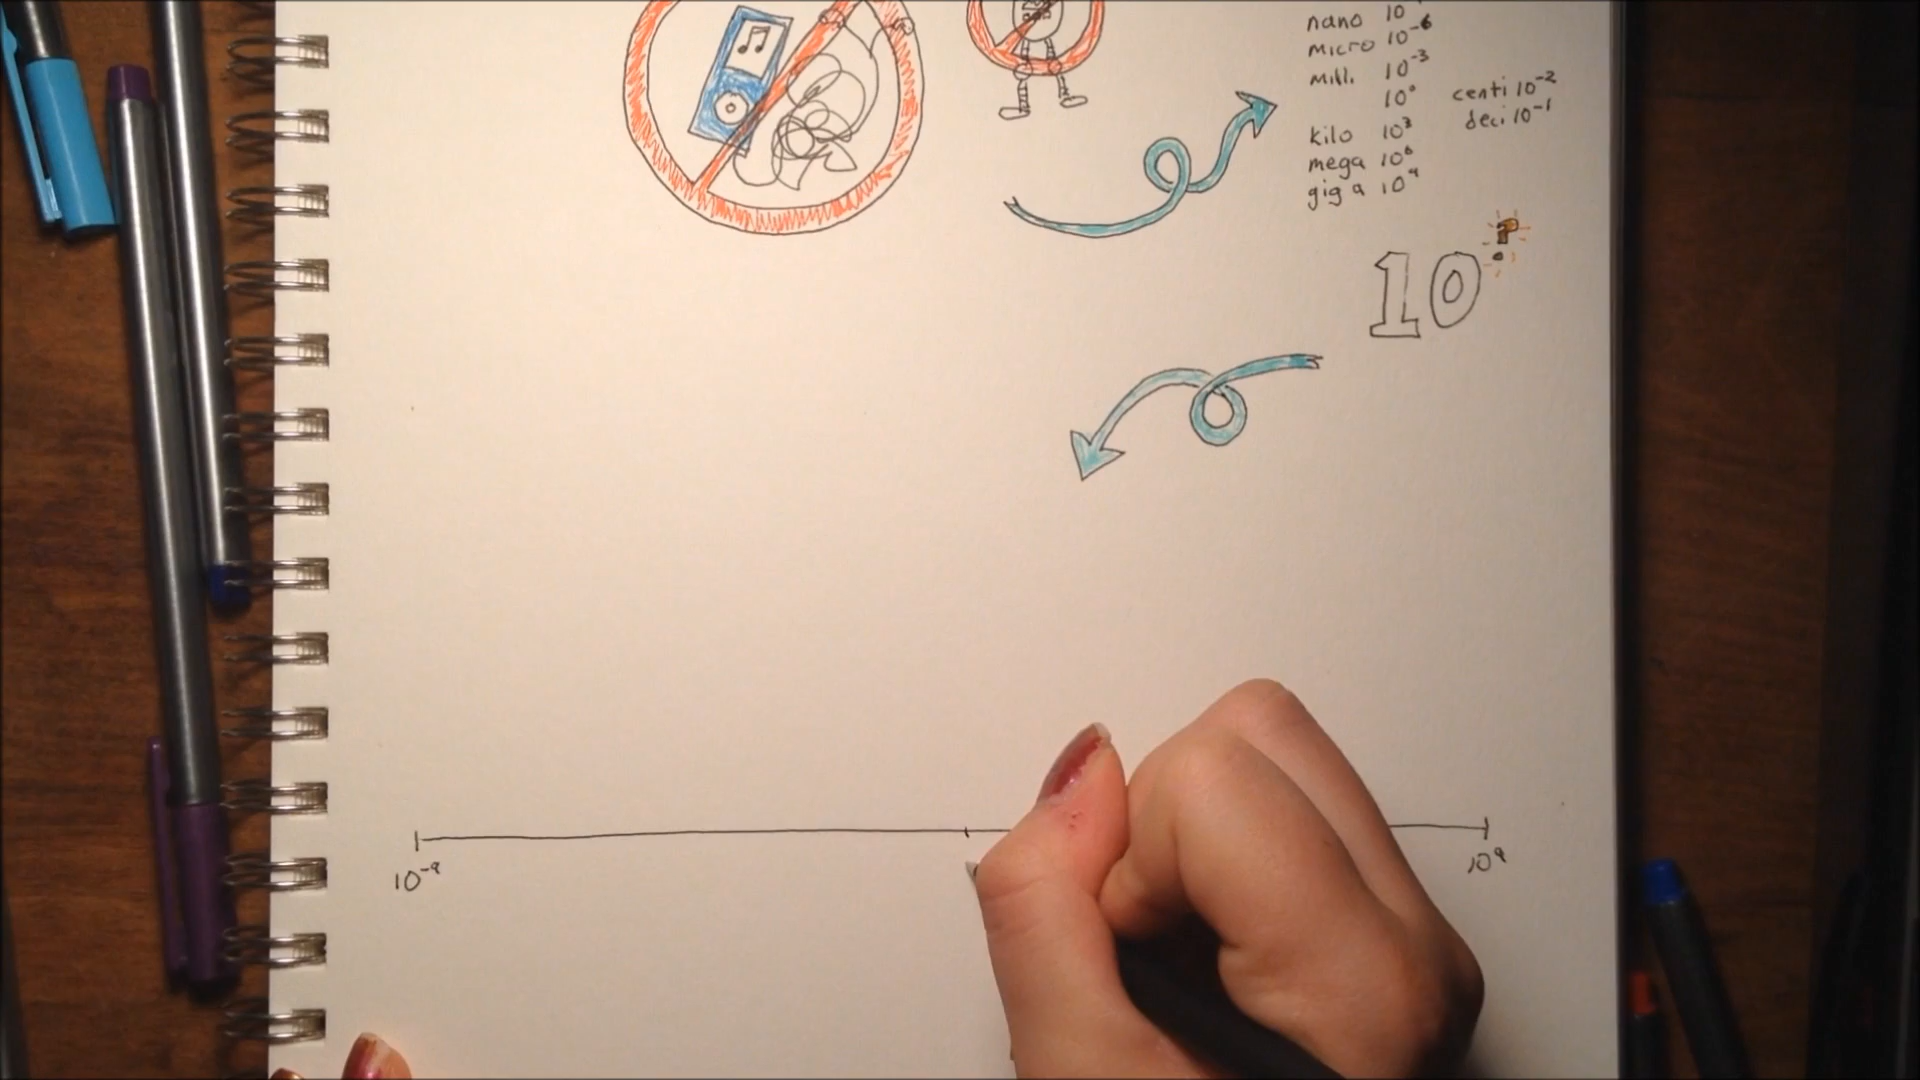 nano 10
micro 10⁻⁶
milli 10⁻³
10⁰
centi 10⁻²
deci 10⁻¹
kilo 10³
mega 10⁶
giga 10⁹
10?
10⁻⁹
10⁹